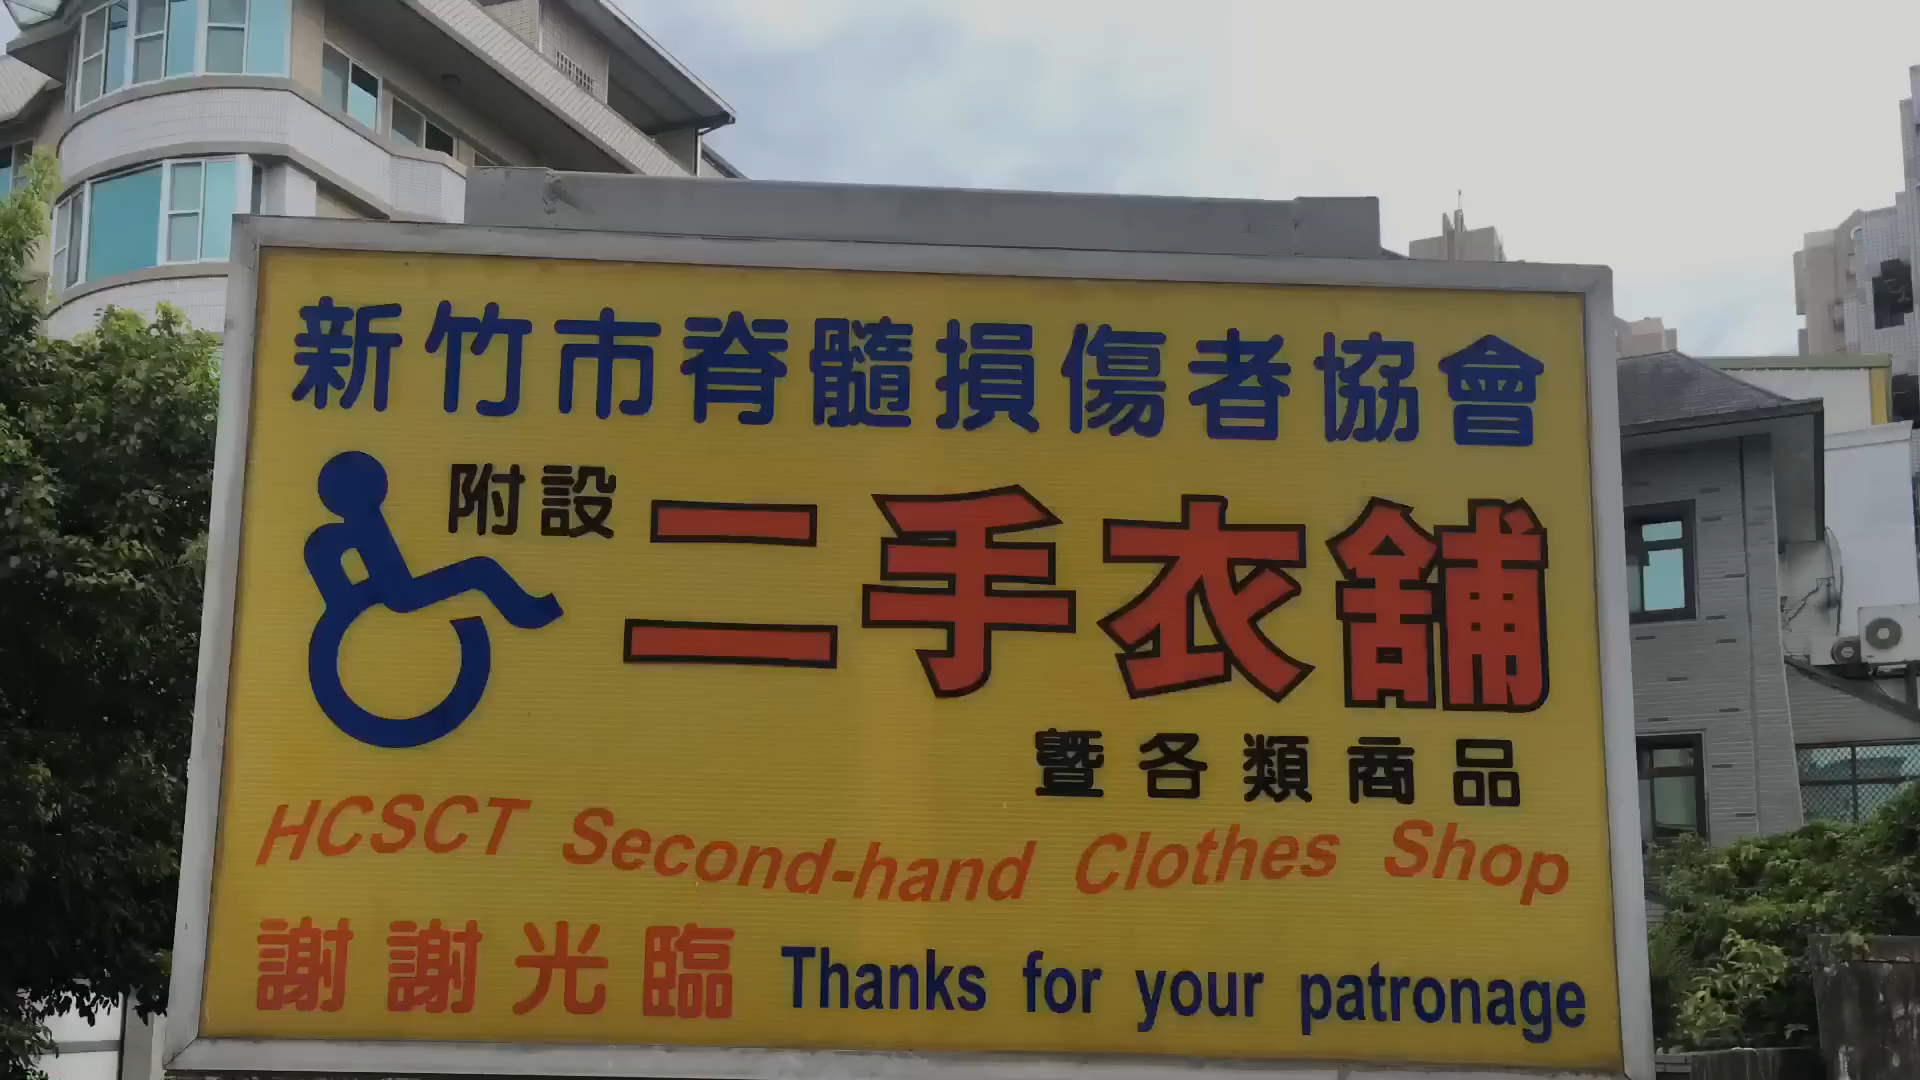 新竹市脊髓損傷者協會
附設 二手衣舖
暨各類商品
HCSCT Second-hand Clothes Shop
謝謝光臨 Thanks for your patronage